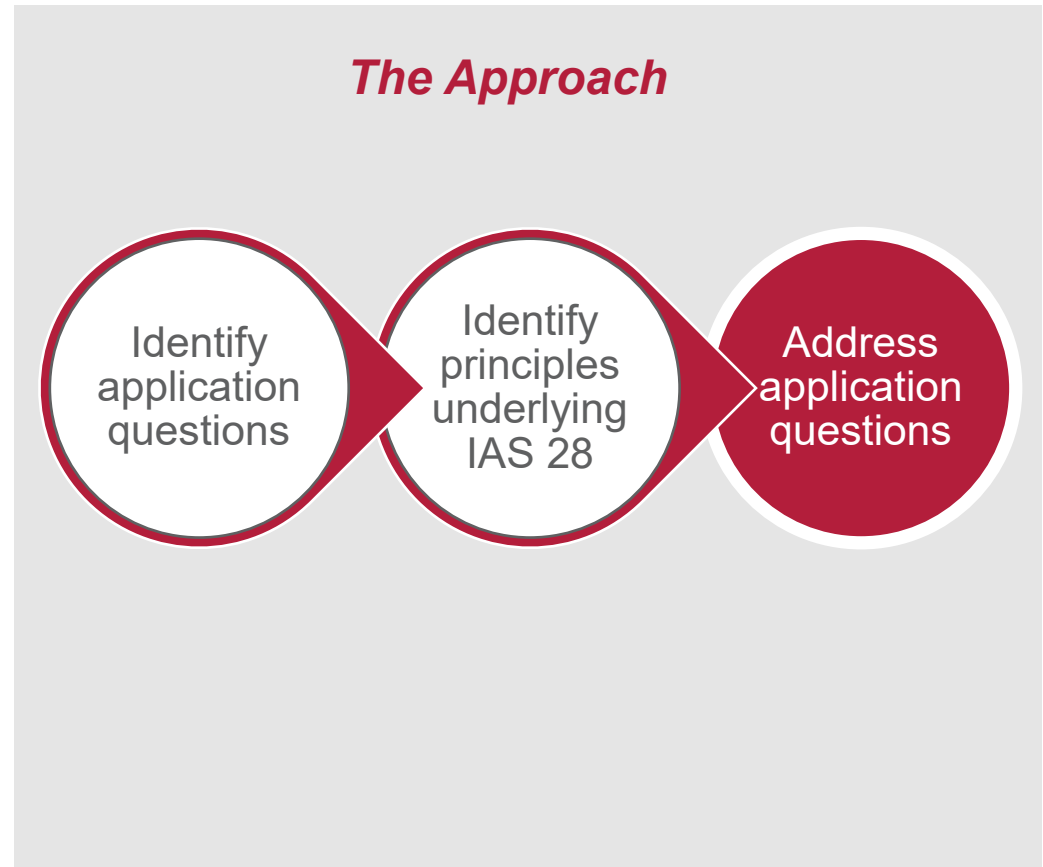 The Approach
Identify
application
questions
Identify
principles
underlying
IAS 28
Address
application
questions